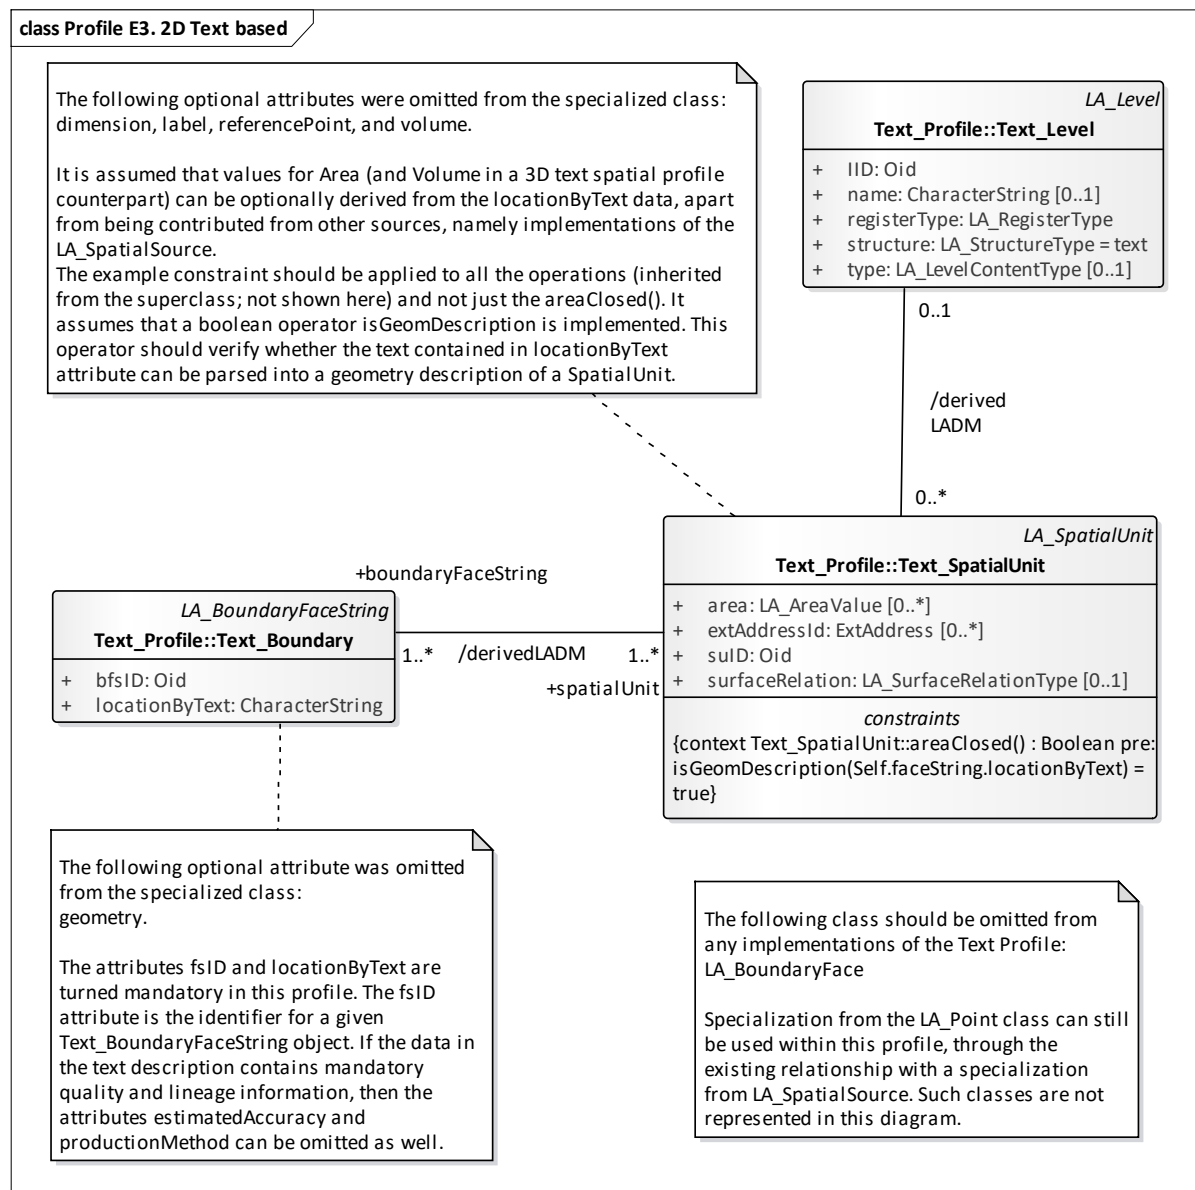 class Profile E3. 2D Text based
The following optional attributes were omitted from the specialized class:
dimension, label, referencePoint, and volume.
It is assumed that values for Area (and Volume in a 3D text spatial profile
counterpart) can be optionally derived from the locationByText data, apart
from being contributed from other sources, namely implementations of the
LA_SpatialSource.
The example constraint should be applied to all the operations (inherited
from the superclass; not shown here) and not just the areaClosed(). It
assumes that a boolean operator isGeomDescription is implemented. This
operator should verify whether the text contained in locationByText
attribute can be parsed into a geometry description of a SpatialUnit.
LA_Level
Text_Profile::Text_Level
+ lID: Oid
+ name: CharacterString [0..1]
+ registerType: LA_RegisterType
+ structure: LA_StructureType = text
+ type: LA_LevelContentType [0..1]
0..1
/derived
LADM
0..*
LA_SpatialUnit
Text_Profile::Text_SpatialUnit
+ area: LA_AreaValue [0..*]
+ extAddressId: ExtAddress [0..*]
+ suID: Oid
+ surfaceRelation: LA_SurfaceRelationType [0..1]
constraints
{context Text_SpatialUnit::areaClosed() : Boolean pre:
isGeomDescription(Self.faceString.locationByText) =
true}
+boundaryFaceString
1..* /derivedLADM 1..*
+spatialUnit
LA_BoundaryFaceString
Text_Profile::Text_Boundary
+ bfsID: Oid
+ locationByText: CharacterString
The following optional attribute was omitted
from the specialized class:
geometry.
The attributes fsID and locationByText are
turned mandatory in this profile. The fsID
attribute is the identifier for a given
Text_BoundaryFaceString object. If the data in
the text description contains mandatory
quality and lineage information, then the
attributes estimatedAccuracy and
productionMethod can be omitted as well.
The following class should be omitted from
any implementations of the Text Profile:
LA_BoundaryFace
Specialization from the LA_Point class can still
be used within this profile, through the
existing relationship with a specialization
from LA_SpatialSource. Such classes are not
represented in this diagram.